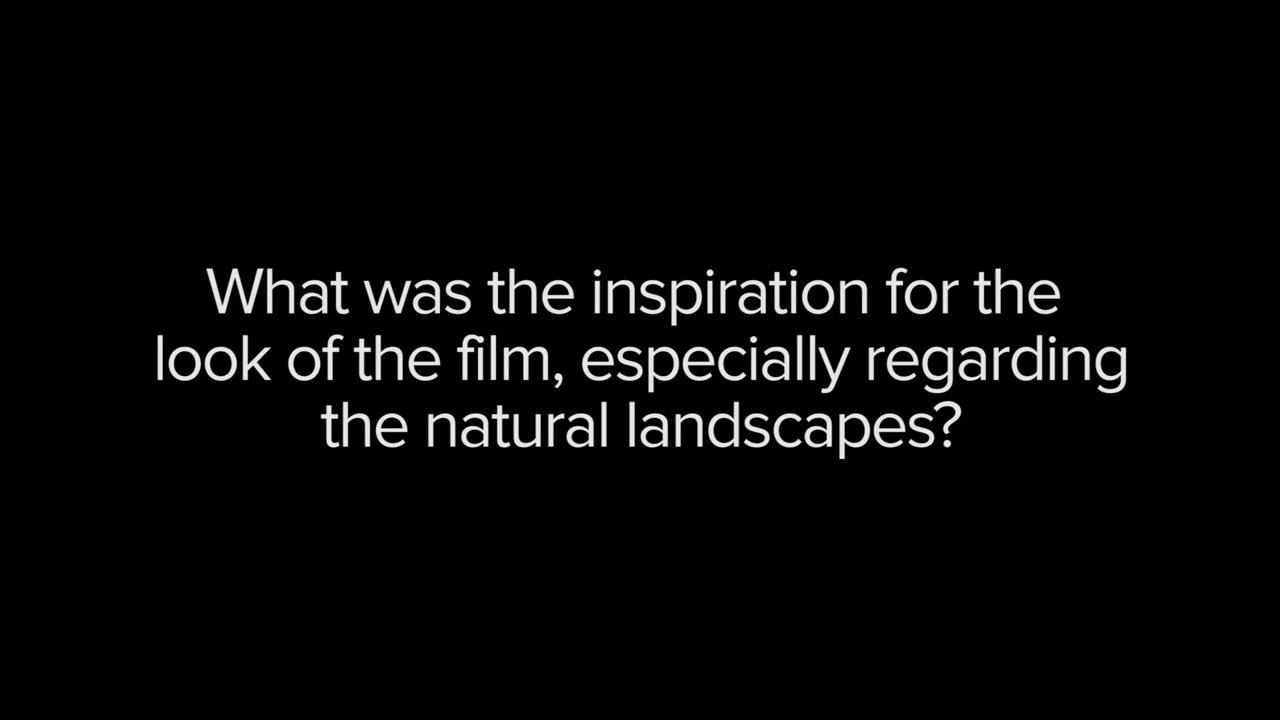 What was the inspiration for the
look of the film, especially regarding
the natural landscapes?